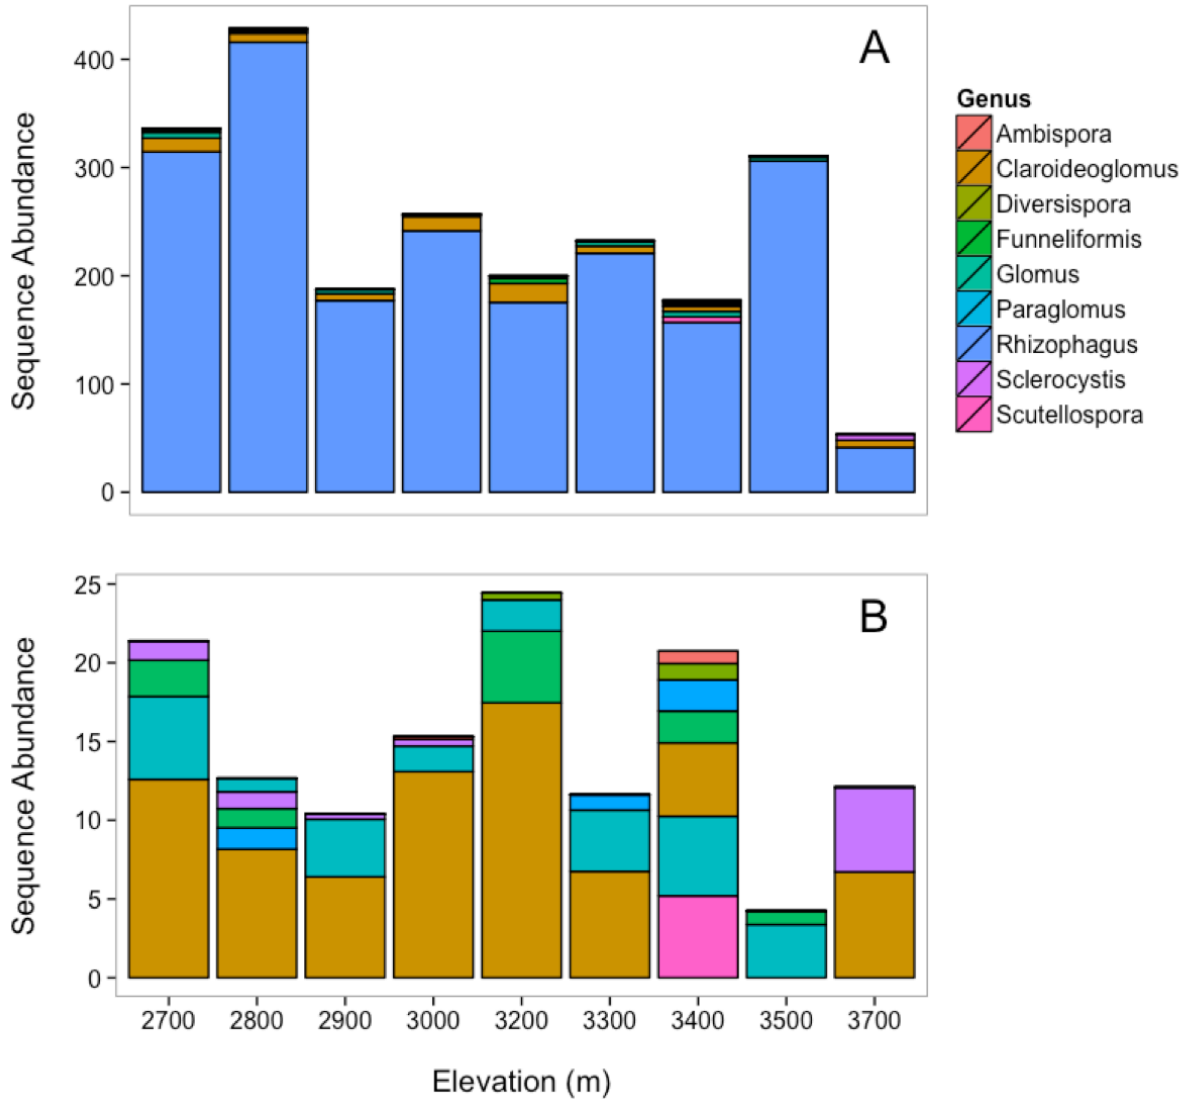 A
Sequence Abundance
400
300
200
100
0
Genus
Ambispora
Claroideoglomus
Diversispora
Funneliformis
Glomus
Paraglomus
Rhizophagus
Sclerocystis
Scutellospora
B
Sequence Abundance
25
20
15
10
5
0
2700 2800 2900 3000 3200 3300 3400 3500 3700
Elevation (m)